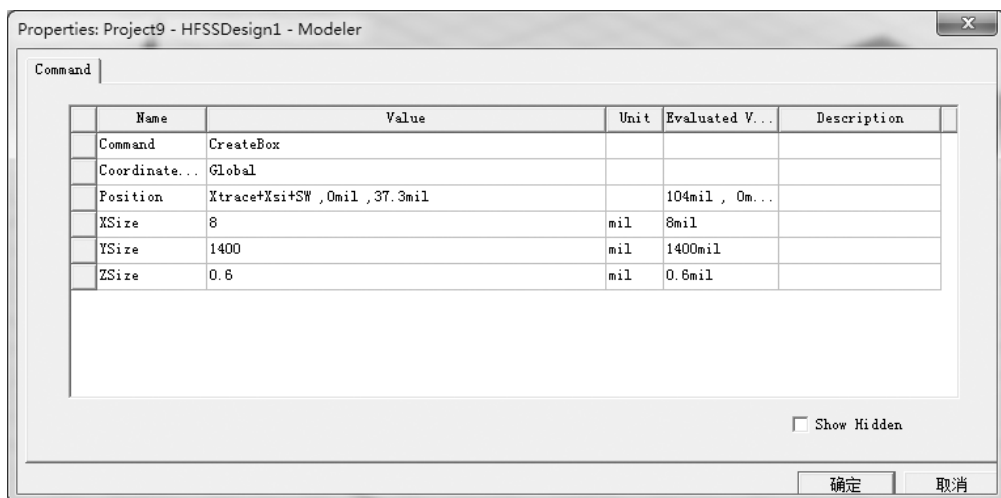 Properties: Project9 - HFSSDesign1 - Modeler
Command
Name Value Unit Evaluated V... Description
Command CreateBox
Coordinate... Global
Position Xtrace+Xsi+SW ,0mil ,37.3mil 104mil , 0m...
XSize 8 mil 8mil
YSize 1400 mil 1400mil
ZSize 0.6 mil 0.6mil
Show Hidden
确定 取消